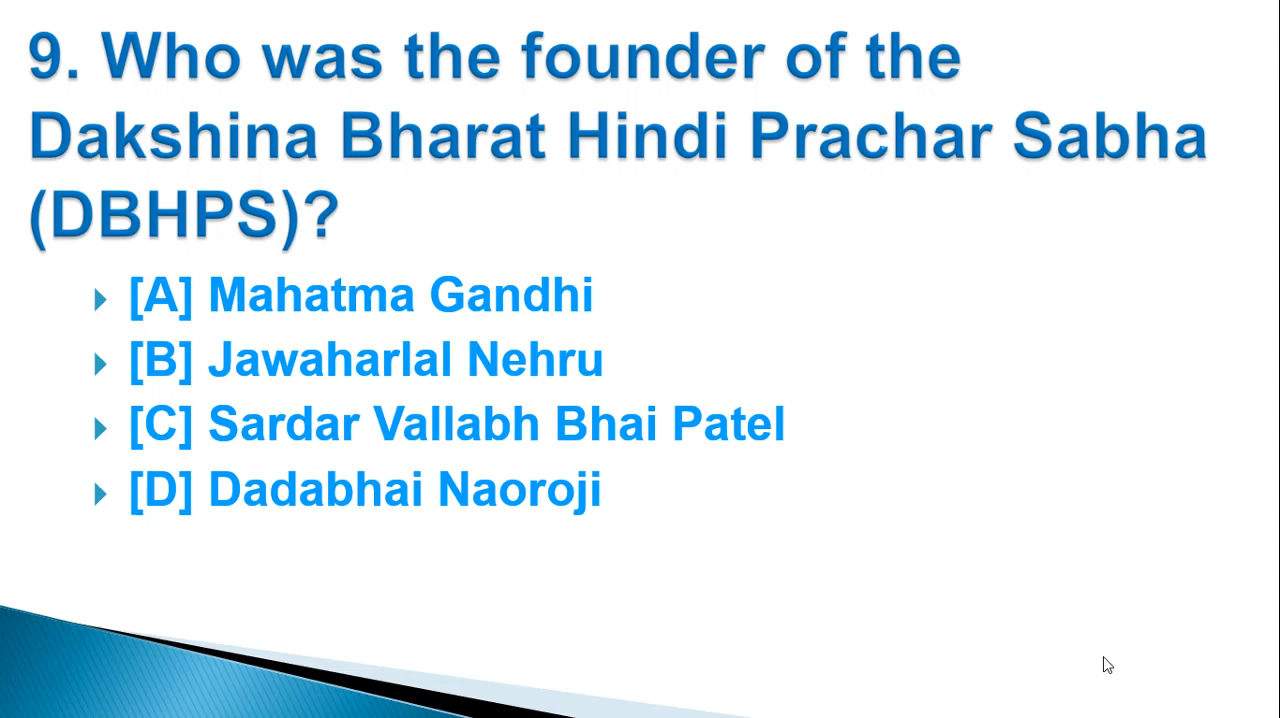 9. Who was the founder of the
Dakshina Bharat Hindi Prachar Sabha
(DBHPS)?
[A] Mahatma Gandhi
[B] Jawaharlal Nehru
[C] Sardar Vallabh Bhai Patel
[D] Dadabhai Naoroji